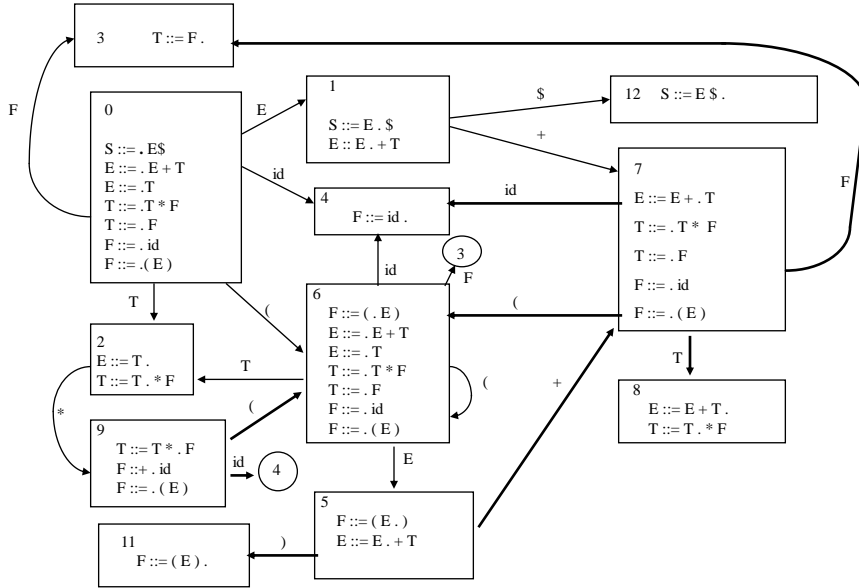 3 T ::= F .
F
0
S ::= . E$
E ::= . E + T
E ::= .T
T ::= .T * F
T ::= . F
F ::= . id
F ::= .( E )
E
1
S ::= E . $
E :: E . + T
$
12 S ::= E $ .
+
id
4
F ::= id .
id
7
E ::= E + . T
T ::= . T * F
T ::= . F
F ::= . id
F ::= . ( E )
F
id
3
F
T
(
6
F ::= ( . E )
E ::= . E + T
E ::= . T
T ::= . T * F
T ::= . F
F ::= . id
F ::= . ( E )
(
(
+
T
2
E ::= T .
T ::= T . * F
T
*
8
E ::= E + T .
T ::= T . * F
9
T ::= T * . F
F ::+ . id
F ::= . ( E )
(
id
4
E
5
F ::= ( E . )
E ::= E . + T
)
11
F ::= ( E ) .